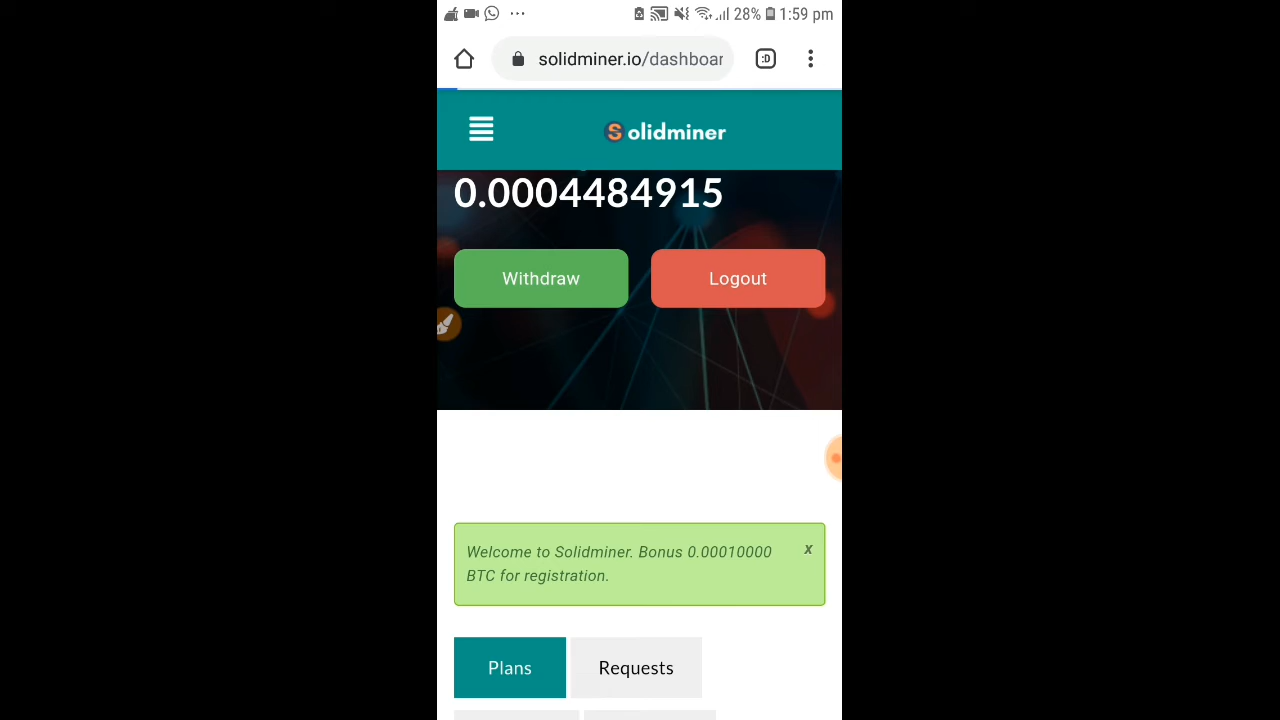 28% 1:59 pm
:D
solidminer.io/dashboar
Solidminer
0.0004484915
Withdraw
Logout
Welcome to Solidminer. Bonus 0.00010000
BTC for registration.
x
Plans
Requests